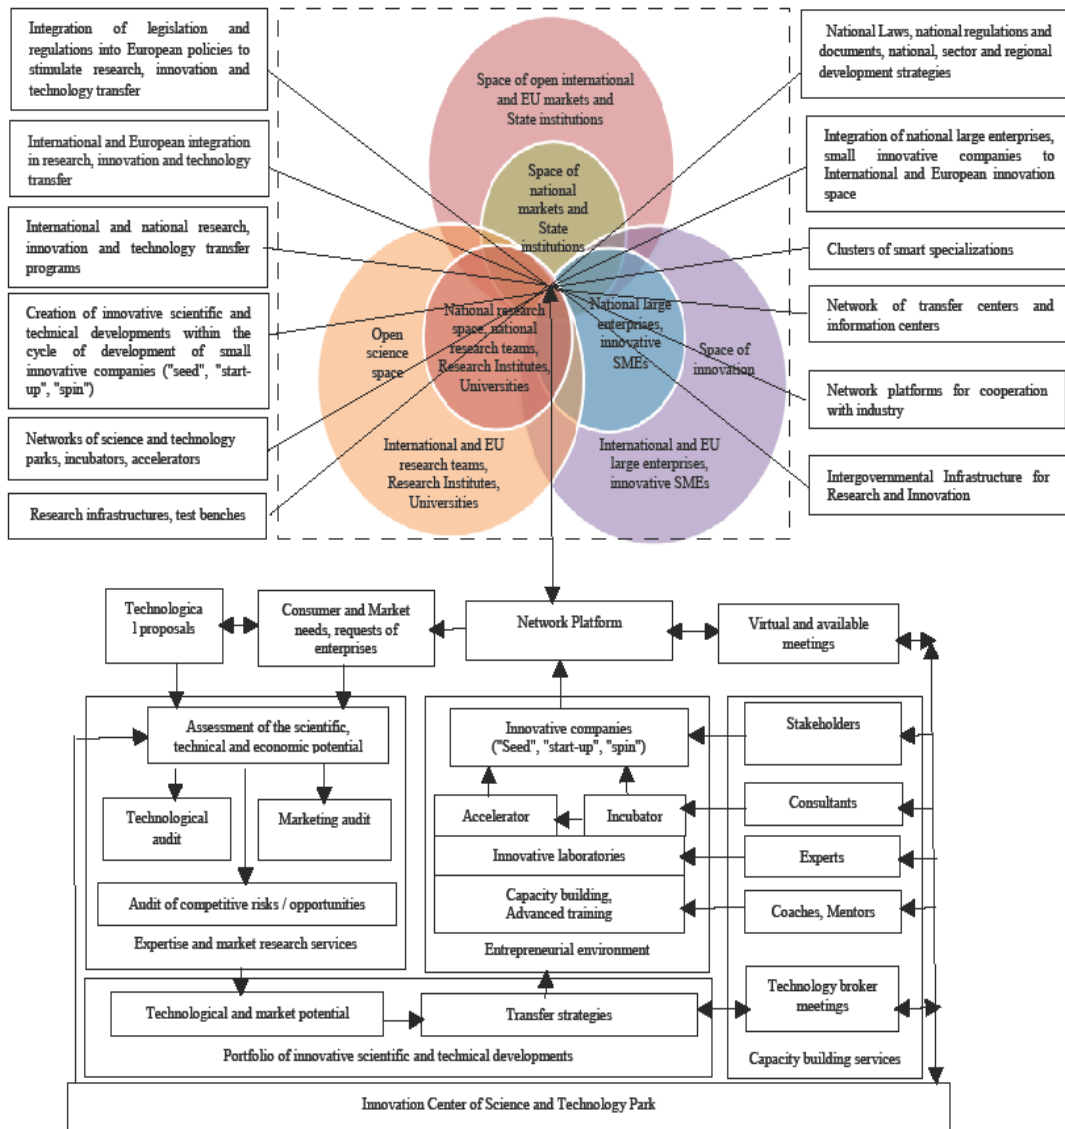 Integration of legislation and
regulations into European policies to
stimulate research, innovation and
technology transfer
International and European integration
in research, innovation and technology
transfer
International and national research,
innovation and technology transfer
programs
Creation of innovative scientific and
technical developments within the
cycle of development of small
innovative companies ("seed", "start-
up", "spin")
Networks of science and technology
parks, incubators, accelerators
Research infrastructures, test benches
Space of open international
and EU markets and
State institutions
Space of
national
markets and
State
institutions
Open
science
space
National research
space, national
research teams,
Research Institutes,
Universities
National large
enterprises,
innovative
SMEs
Space of
innovation
International and EU
research teams,
Research Institutes,
Universities
International and EU
large enterprises,
innovative SMEs
National Laws, national regulations and
documents, national, sector and regional
development strategies
Integration of national large enterprises,
small innovative companies to
International and European innovation
space
Clusters of smart specializations
Network of transfer centers and
information centers
Network platforms for cooperation
with industry
Intergovernmental Infrastructure for
Research and Innovation
Technologica
l proposals
Consumer and Market
needs, requests of
enterprises
Network Platform
Virtual and available
meetings
Assessment of the scientific,
technical and economic potential
Technological
audit
Marketing audit
Audit of competitive risks / opportunities
Expertise and market research services
Innovative companies
("Seed", "start-up", "spin")
Accelerator
Incubator
Innovative laboratories
Capacity building,
Advanced training
Entrepreneurial environment
Stakeholders
Consultants
Experts
Coaches, Mentors
Technology broker
meetings
Capacity building services
Technological and market potential
Transfer strategies
Portfolio of innovative scientific and technical developments
Innovation Center of Science and Technology Park